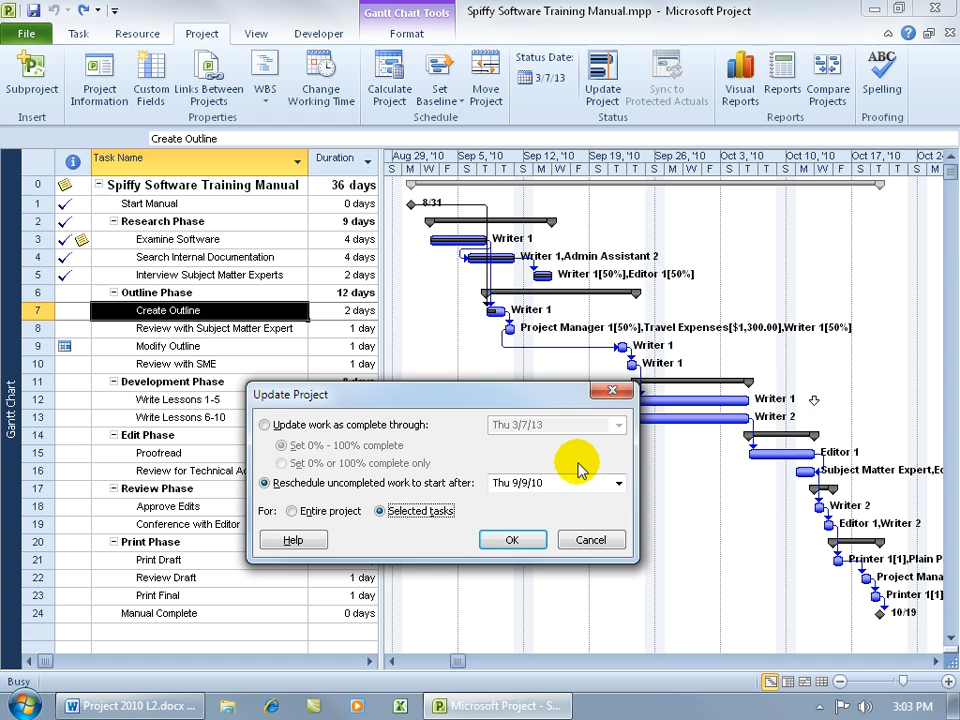 Gantt Chart Tools
Spiffy Software Training Manual.mpp - Microsoft Project
File Task Resource Project View Developer Format
Subproject
Insert
Project Information
Custom Fields
Links Between Projects
WBS
Change Working Time
Properties
Calculate Project
Set Baseline
Move Project
Schedule
Status Date:
3/7/13
Update Project
Sync to Protected Actuals
Status
Visual Reports
Reports
Compare Projects
Reports
ABC
Spelling
Proofing
Create Outline
Task Name Duration
Aug 29, '10 Sep 5, '10 Sep 12, '10 Sep 19, '10 Sep 26, '10 Oct 3, '10 Oct 10, '10 Oct 17, '10 Oct 2
S M W F S T T S M W F S T T S M W F S T T S M W F
0 Spiffy Software Training Manual 36 days
1 Start Manual 0 days 8/31
2 Research Phase 9 days
3 Examine Software 4 days Writer 1
4 Search Internal Documentation 4 days Writer 1,Admin Assistant 2
5 Interview Subject Matter Experts 2 days Writer 1[50%],Editor 1[50%]
6 Outline Phase 12 days
7 Create Outline 2 days Writer 1
8 Review with Subject Matter Expert 1 day Project Manager 1[50%],Travel Expenses[$1,300.00],Writer 1[50%]
9 Modify Outline 1 day Writer 1
10 Review with SME 1 day Writer 1
11 Development Phase
12 Write Lessons 1-5 Writer 1
13 Write Lessons 6-10 Writer 2
14 Edit Phase
15 Proofread Editor 1
16 Review for Technical Subject Matter Expert,
17 Review Phase
18 Approve Edits Writer 2
19 Conference with Editor Editor 1,Writer 2
20 Print Phase
21 Print Draft 1 day Printer 1[1],Plain P
22 Review Draft 1 day Project Mana
23 Print Final 1 day Printer 1[1]
24 Manual Complete 0 days 10/19
Gantt Chart
Update Project
Update work as complete through: Thu 3/7/13
Set 0% - 100% complete
Set 0% or 100% complete only
Reschedule uncompleted work to start after: Thu 9/9/10
For: Entire project Selected tasks
Help OK Cancel
Busy
Project 2010 L2.docx ...
Microsoft Project - S...
3:03 PM